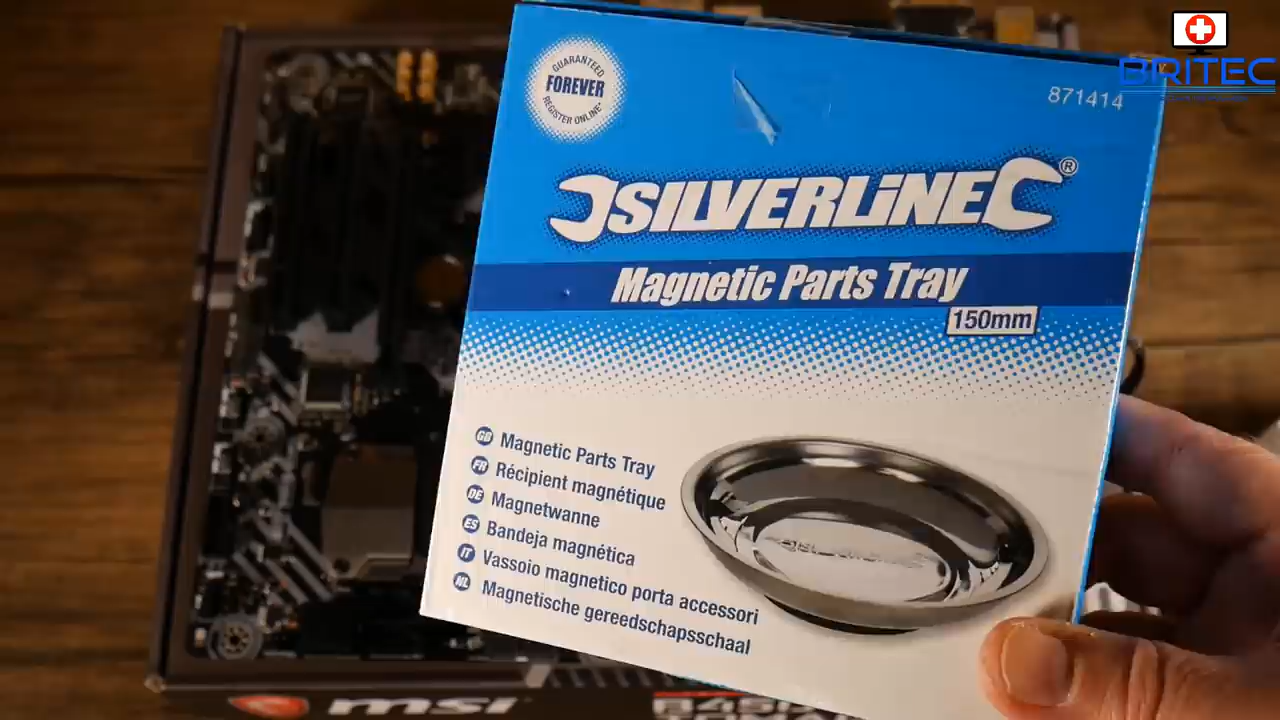 BRITEC
GUARANTEED
FOREVER
REGISTER ONLINE*
871414
SILVERLINE®
Magnetic Parts Tray
150mm
GB Magnetic Parts Tray
FR Récipient magnétique
DE Magnetwanne
ES Bandeja magnética
IT Vassoio magnetico porta accessori
NL Magnetische gereedschapsschaal
msi